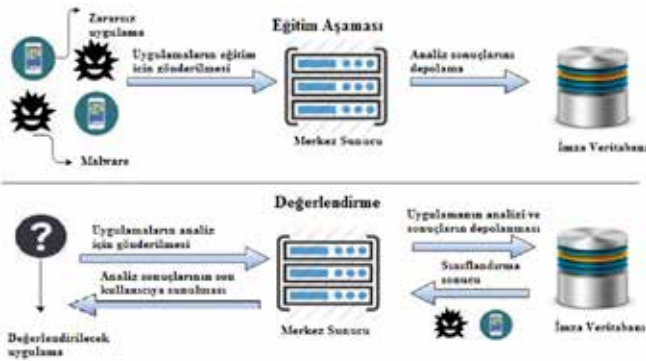 Eğitim Aşaması
Zararsız
uygulama
Uygulamaların eğitim
için gönderilmesi
Analiz sonuçlarını
depolama
Malware
Merkez Sunucu
İmza Veritabanı
Değerlendirme
Uygulamaların analiz
için gönderilmesi
Uygulamanın analizi ve
sonuçların depolanması
Analiz sonuçlarının son
kullanıcıya sunulması
Sınıflandırma
sonucu
Değerlendirilecek
uygulama
Merkez Sunucu
İmza Veritabanı